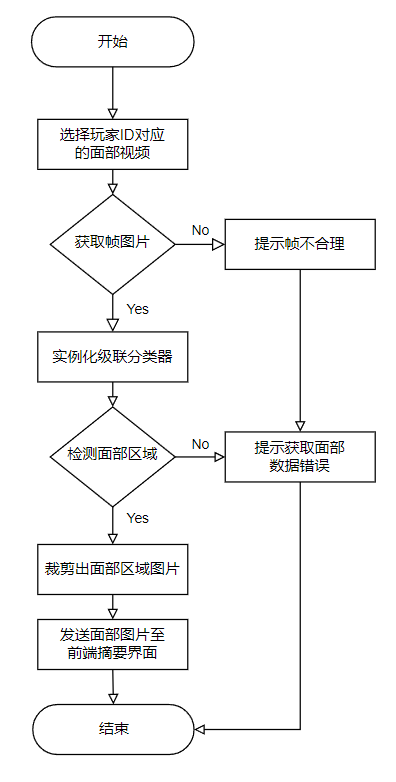 开始
选择玩家ID对应
的面部视频
获取帧图片
No
提示帧不合理
Yes
实例化级联分类器
检测面部区域
No
提示获取面部
数据错误
Yes
裁剪出面部区域图片
发送面部图片至
前端摘要界面
结束